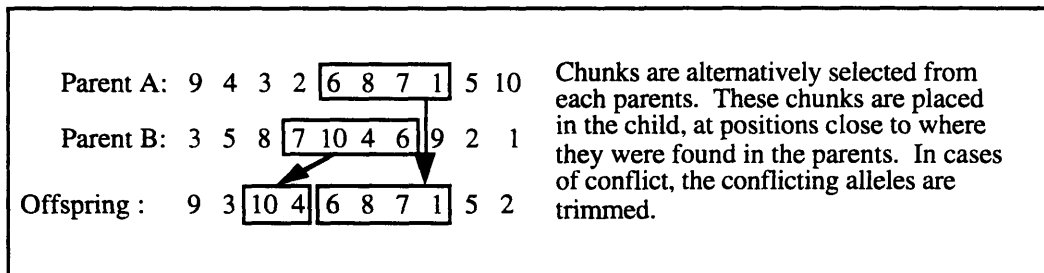 Parent A: 9 4 3 2 6 8 7 1 5 10
Parent B: 3 5 8 7 10 4 6 9 2 1
Offspring : 9 3 10 4 6 8 7 1 5 2
Chunks are alternatively selected from
each parents. These chunks are placed
in the child, at positions close to where
they were found in the parents. In cases
of conflict, the conflicting alleles are
trimmed.